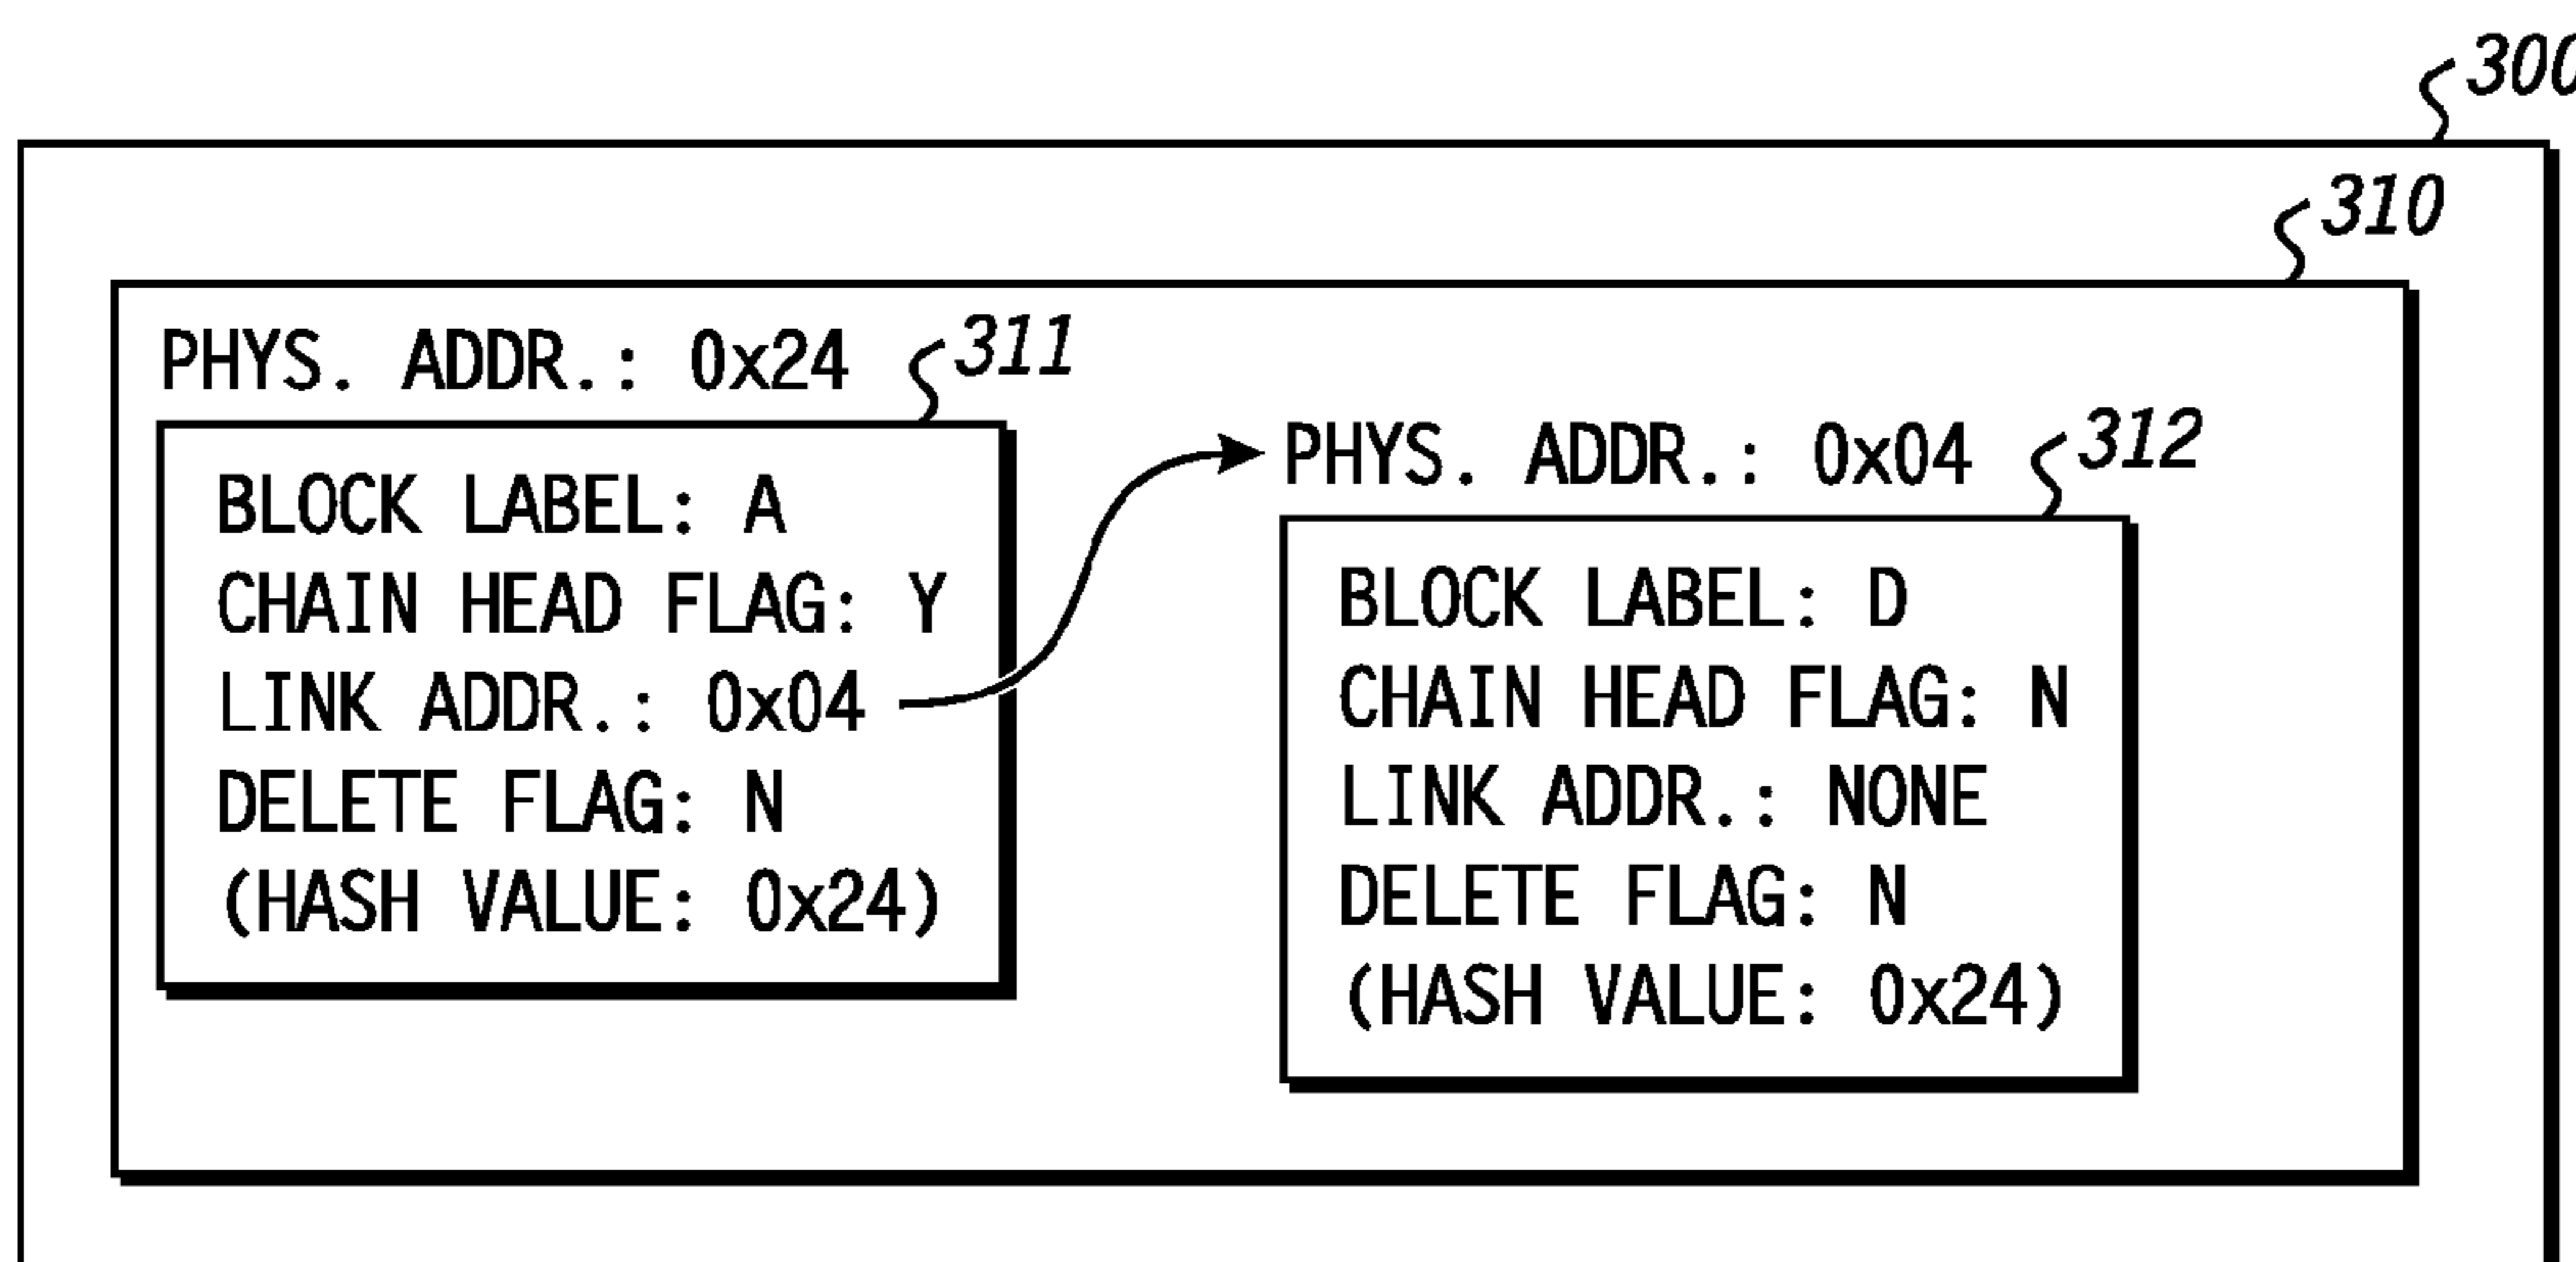 300
310
PHYS. ADDR.: 0x24
311
BLOCK LABEL: A
CHAIN HEAD FLAG: Y
LINK ADDR.: 0x04
DELETE FLAG: N
(HASH VALUE: 0x24)
PHYS. ADDR.: 0x04
312
BLOCK LABEL: D
CHAIN HEAD FLAG: N
LINK ADDR.: NONE
DELETE FLAG: N
(HASH VALUE: 0x24)